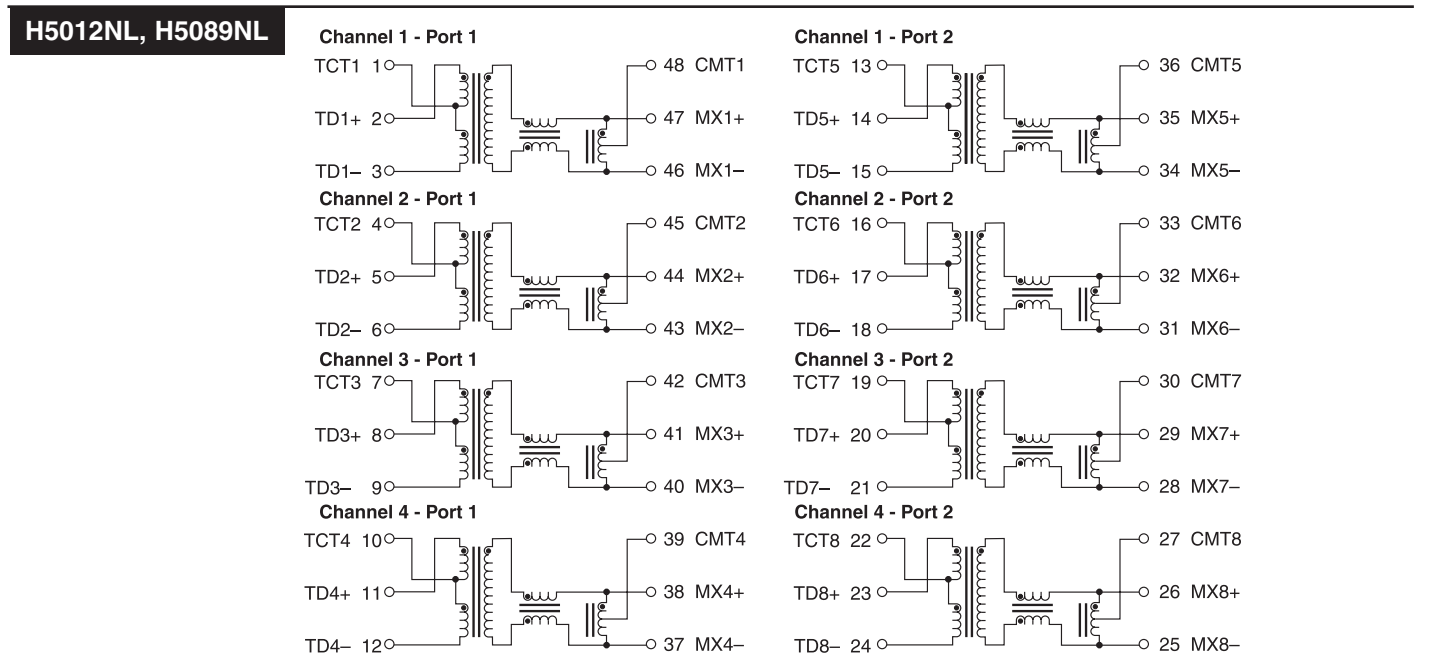 H5012NL, H5089NL
Channel 1 - Port 1
TCT1 1 48 CMT1
TD1+ 2 47 MX1+
TD1– 3 46 MX1–
Channel 2 - Port 1
TCT2 4 45 CMT2
TD2+ 5 44 MX2+
TD2– 6 43 MX2–
Channel 3 - Port 1
TCT3 7 42 CMT3
TD3+ 8 41 MX3+
TD3– 9 40 MX3–
Channel 4 - Port 1
TCT4 10 39 CMT4
TD4+ 11 38 MX4+
TD4– 12 37 MX4–
Channel 1 - Port 2
TCT5 13 36 CMT5
TD5+ 14 35 MX5+
TD5– 15 34 MX5–
Channel 2 - Port 2
TCT6 16 33 CMT6
TD6+ 17 32 MX6+
TD6– 18 31 MX6–
Channel 3 - Port 2
TCT7 19 30 CMT7
TD7+ 20 29 MX7+
TD7– 21 28 MX7–
Channel 4 - Port 2
TCT8 22 27 CMT8
TD8+ 23 26 MX8+
TD8– 24 25 MX8–